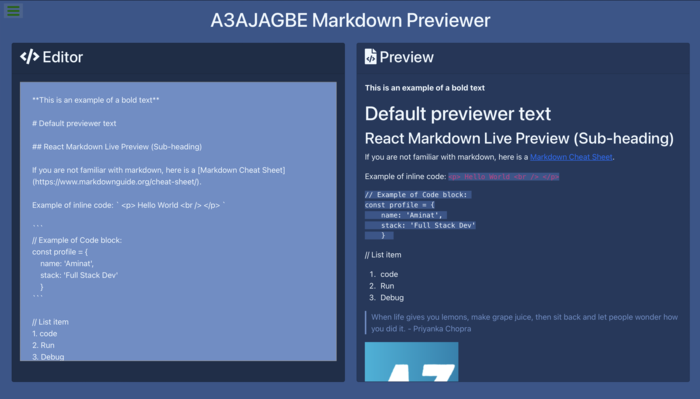 A3AJAGBE Markdown Previewer
</> Editor
**This is an example of a bold text**
# Default previewer text
## React Markdown Live Preview (Sub-heading)
If you are not familiar with markdown, here is a [Markdown Cheat Sheet]
(https://www.markdownguide.org/cheat-sheet/).
Example of inline code: ` <p> Hello World <br /> </p> `
```
// Example of Code block:
const profile = {
name: 'Aminat',
stack: 'Full Stack Dev'
}
```
// List item
1. code
2. Run
3. Debug
Preview
This is an example of a bold text
Default previewer text
React Markdown Live Preview (Sub-heading)
If you are not familiar with markdown, here is a Markdown Cheat Sheet.
Example of inline code: <p> Hello World <br /> </p>
// Example of Code block:
const profile = {
name: 'Aminat',
stack: 'Full Stack Dev'
}
// List item
1. code
2. Run
3. Debug
When life gives you lemons, make grape juice, then sit back and let people wonder how
you did it. - Priyanka Chopra